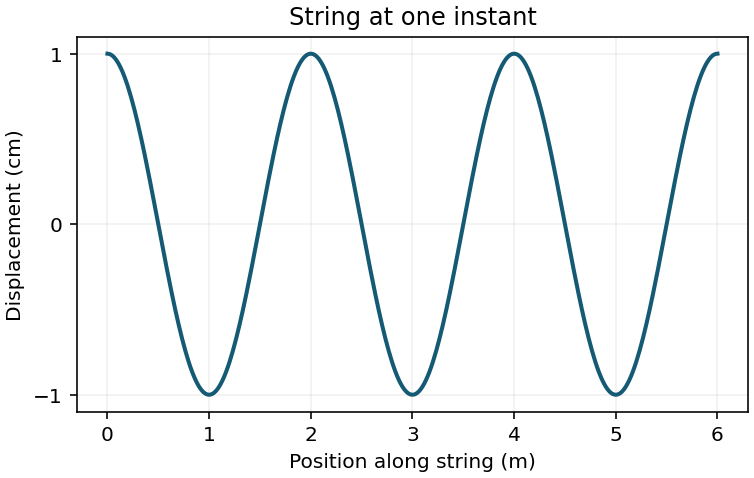 String at one instant
Displacement (cm)
1
0
−1
0 1 2 3 4 5 6
Position along string (m)